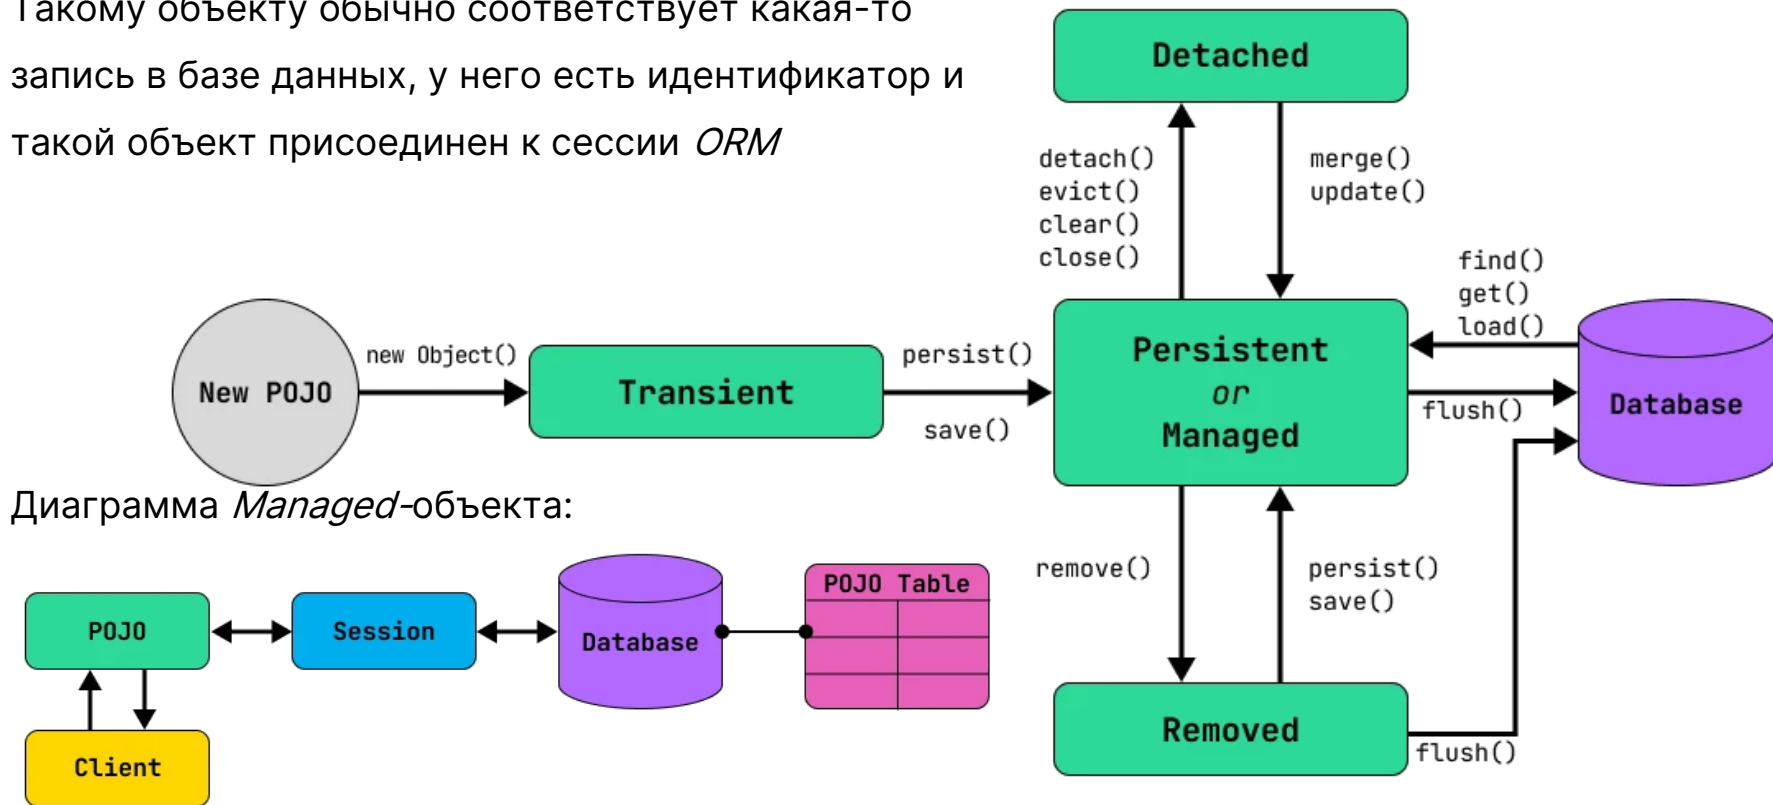 Такому объекту обычно соответствует какая-то
запись в базе данных, у него есть идентификатор и
такой объект присоединен к сессии ORM
Detached
detach()
evict()
clear()
close()
merge()
update()
find()
get()
load()
New POJO
new Object()
Transient
persist()
save()
Persistent
or
Managed
flush()
Database
remove()
persist()
save()
Removed
flush()
Диаграмма Managed-объекта:
POJO
Session
Database
POJO Table
Client